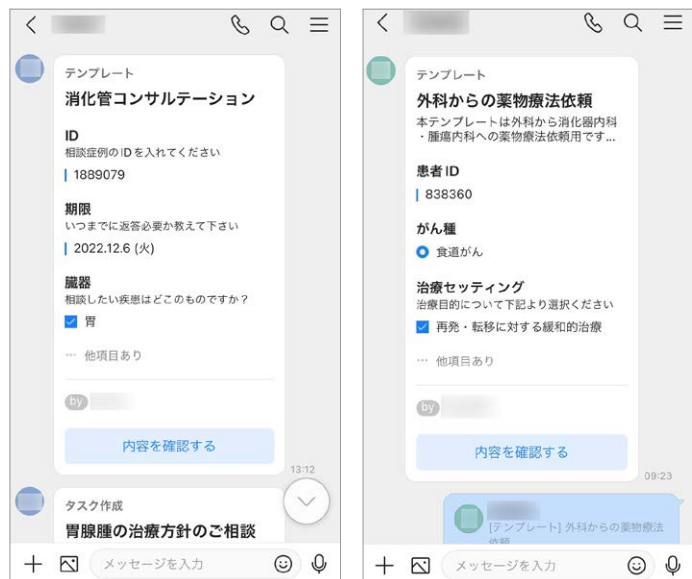 テンプレート
消化管コンサルテーション
ID
相談症例のIDを入れてください
1889079
期限
いつまでに返答必要か教えて下さい
2022.12.6 (火)
臓器
相談したい疾患はどこのものですか？
胃
… 他項目あり
by
内容を確認する
13:12
タスク作成
胃腺腫の治療方針のご相談
メッセージを入力
テンプレート
外科からの薬物療法依頼
本テンプレートは外科から消化器内科
・腫瘍内科への薬物療法依頼用です...
患者ID
838360
がん種
食道がん
治療セッティング
治療目的について下記より選択ください
再発・転移に対する緩和的治療
… 他項目あり
by
内容を確認する
09:23
[テンプレート] 外科からの薬物療法
依頼
メッセージを入力